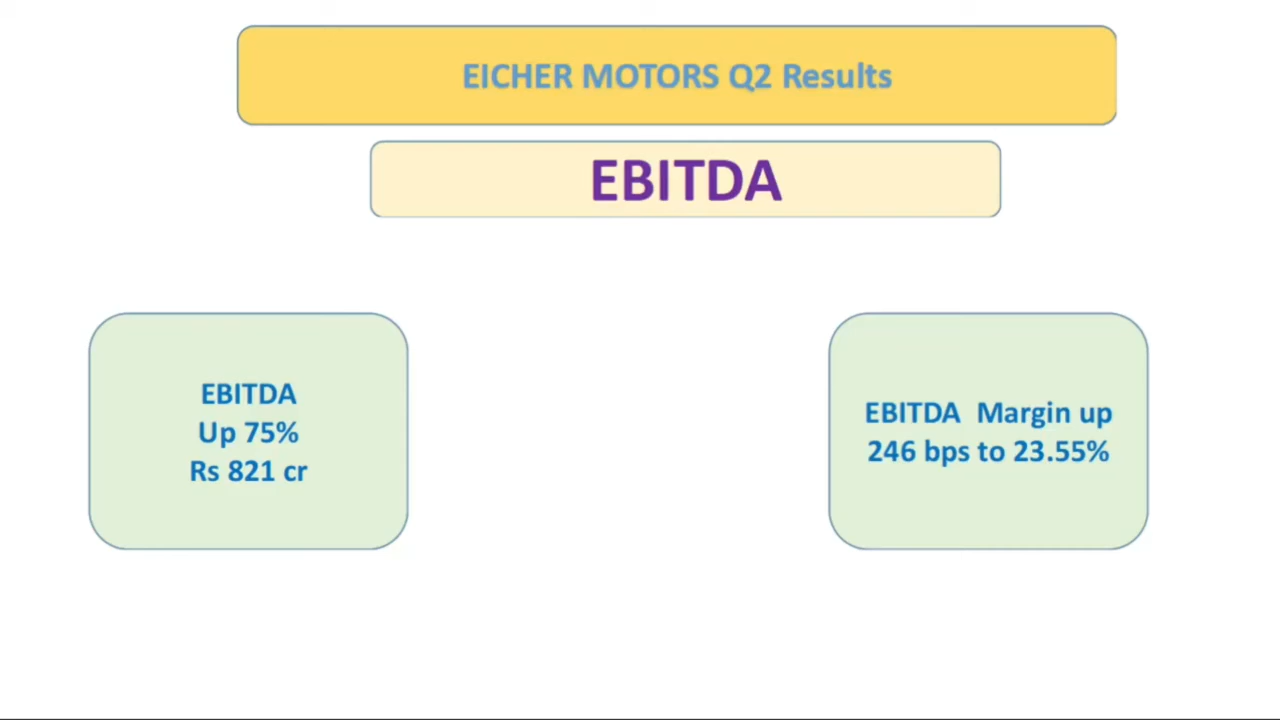 EICHER MOTORS Q2 Results
EBITDA
EBITDA
Up 75%
Rs 821 cr
EBITDA  Margin up
246 bps to 23.55%